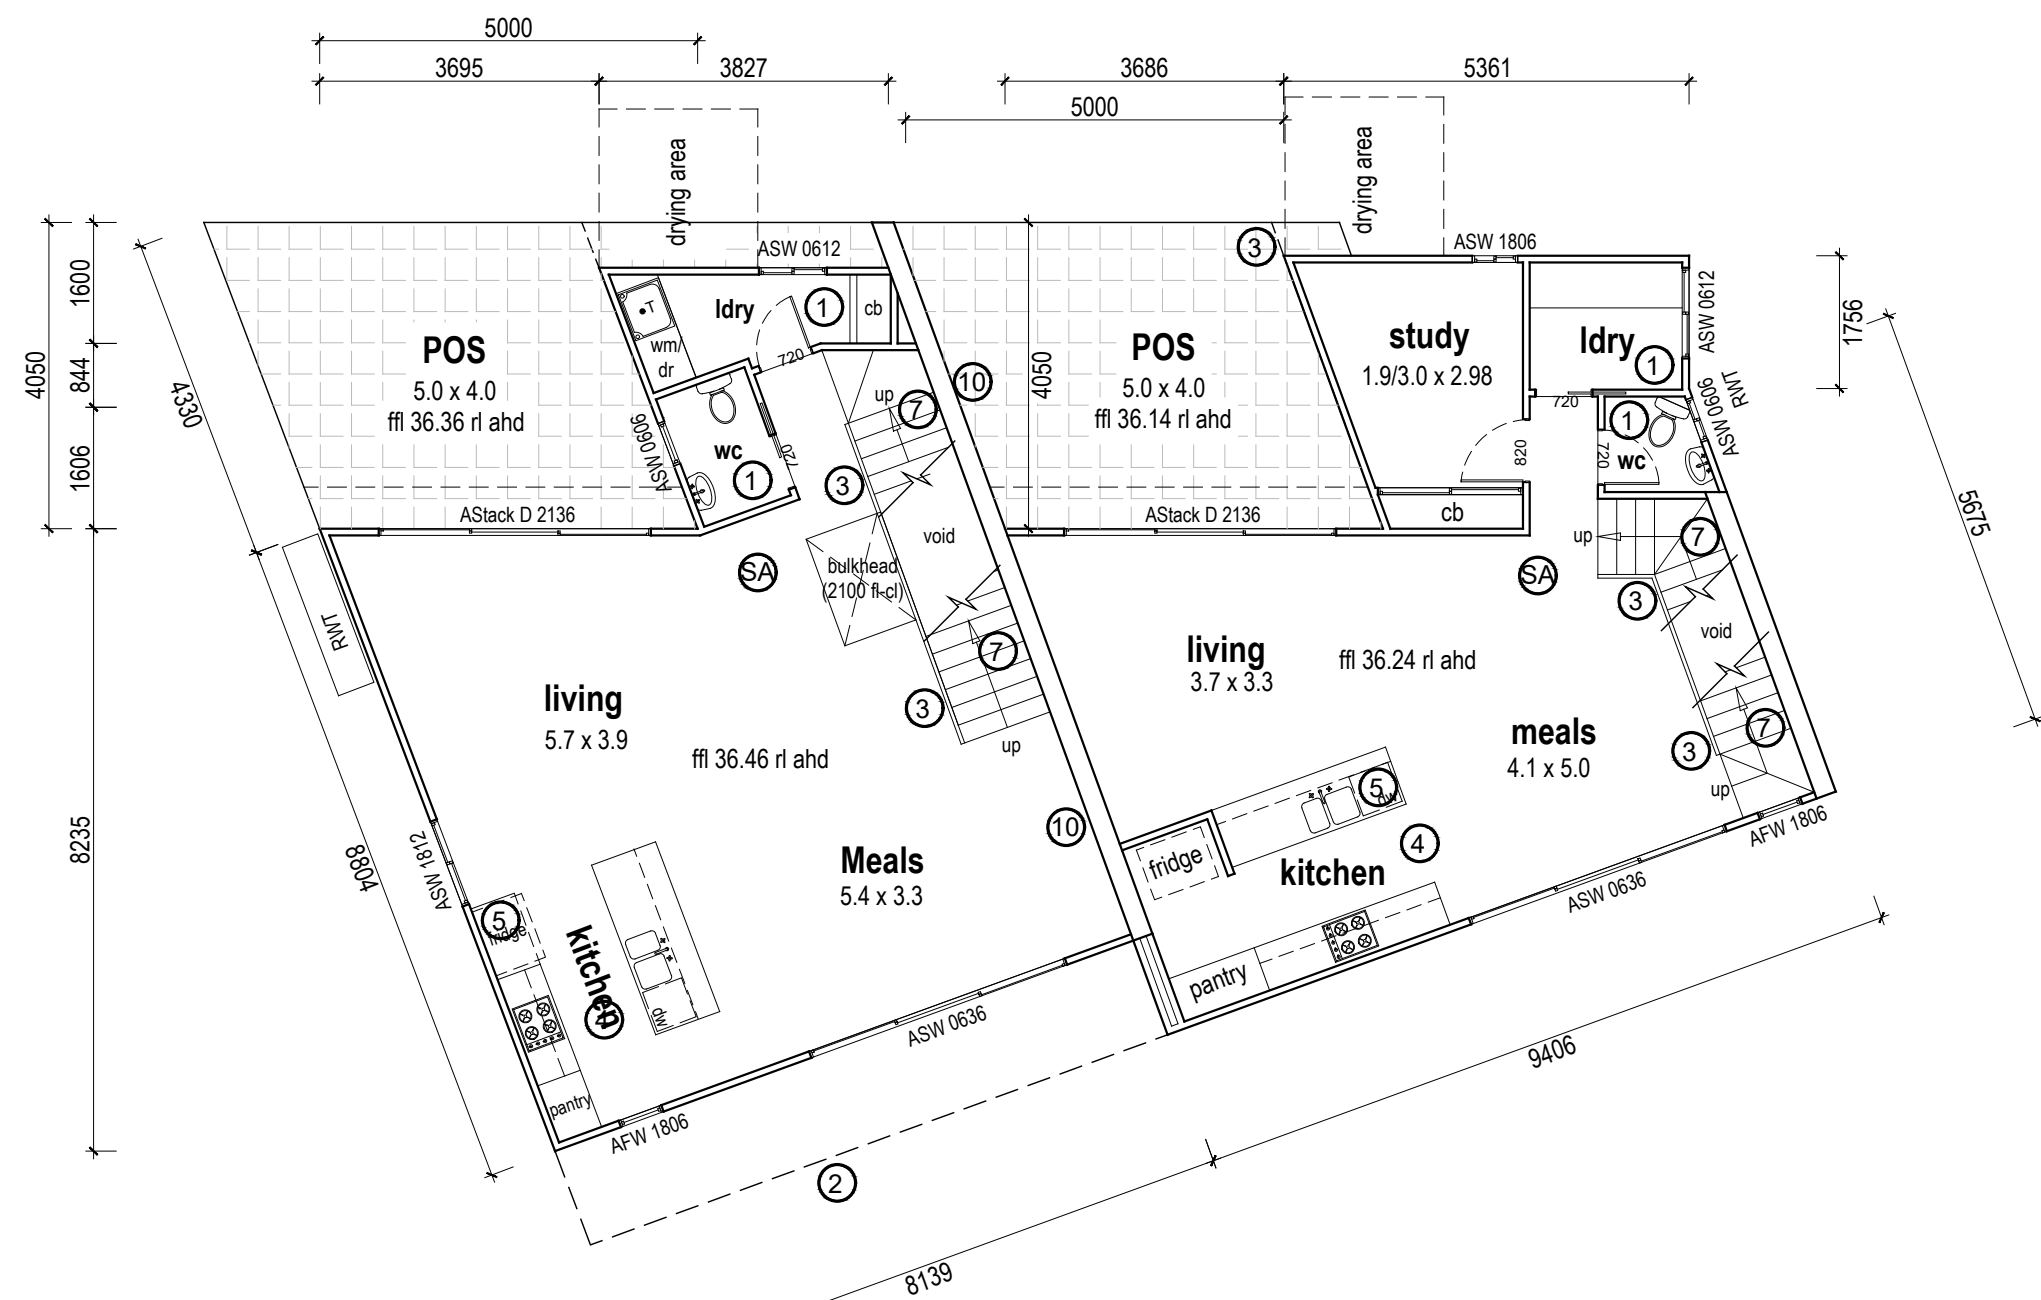 5000
3695
3827
3686
5361
5000
drying area
drying area
ASW 0612
ASW 1806
3
1600
844
1606
4050
4330
8235
8804
POS
5.0 x 4.0
ffl 36.36 rl ahd
ldry
1
cb
T
wm/
dr
720
wc
1
720
ASW 0606
up
7
10
3
4050
POS
5.0 x 4.0
ffl 36.14 rl ahd
study
1.9/3.0 x 2.98
ldry
1
ASW 0612
1756
720
1
wc
720
820
ASW 0606
RWT
5675
AStack D 2136
AStack D 2136
cb
void
SA
bulkhead
(2100 fl-cl)
SA
up
7
3
void
RWT
7
3
up
living
5.7 x 3.9
ffl 36.46 rl ahd
living
3.7 x 3.3
ffl 36.24 rl ahd
meals
4.1 x 5.0
7
3
up
ASW 1812
10
Meals
5.4 x 3.3
5
dw
4
fridge
kitchen
pantry
ASW 0636
AFW 1806
5
fridge
kitchen
4
dw
pantry
AFW 1806
ASW 0636
2
9406
8139